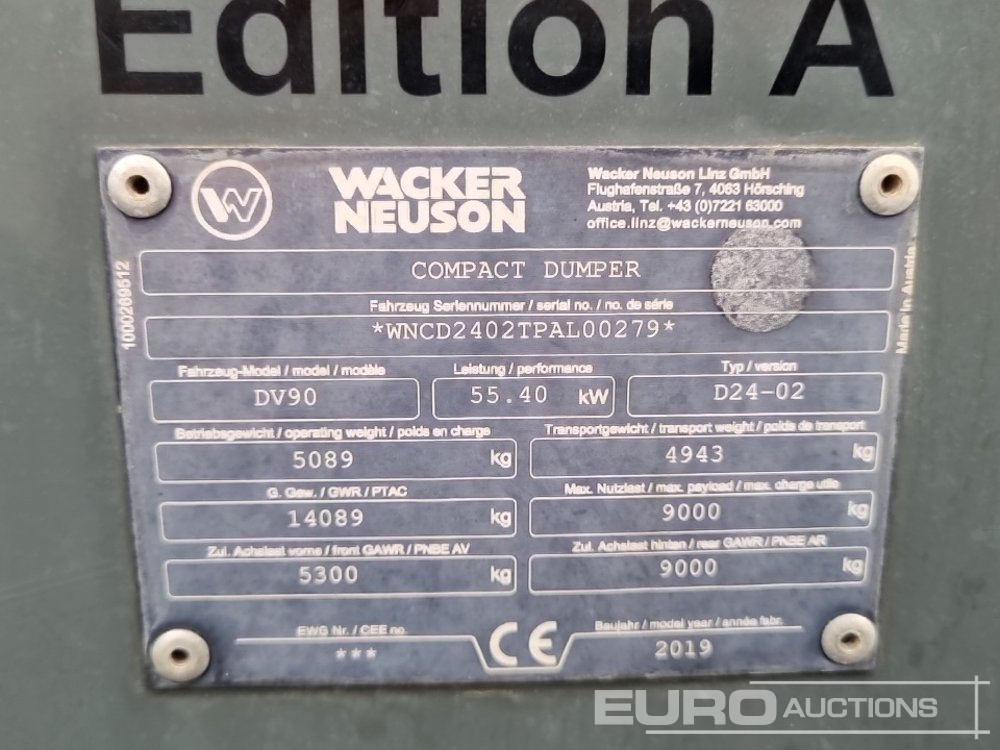 Edition A
W
WACKER
NEUSON
Wacker Neuson Linz GmbH
Flughafenstraße 7, 4063 Hörsching
Austria, Tel. +43 (0)7221 63000
office.linz@wackerneuson.com
1000269512
COMPACT DUMPER
Made in Austria
Fahrzeug Seriennummer / serial no. / no. de série
*WNCD2402TPAL00279*
Fahrzeug-Model / model / modèle
Leistung / performance
Typ / version
DV90
55.40 kW
D24-02
Betriebsgewicht / operating weight / poids en charge
Transportgewicht / transport weight / poids de transport
5089 kg
4943 kg
G. Gew. / GWR / PTAC
Max. Nutzlast / max. payload / max. charge utile
14089 kg
9000 kg
Zul. Achslast vorne / front GAWR / PNBE AV
Zul. Achslast hinten / rear GAWR / PNBE AR
5300 kg
9000 kg
EWG Nr. / CEE no.
CE
Baujahr / model year / année fabr.
***
2019
EURO AUCTIONS